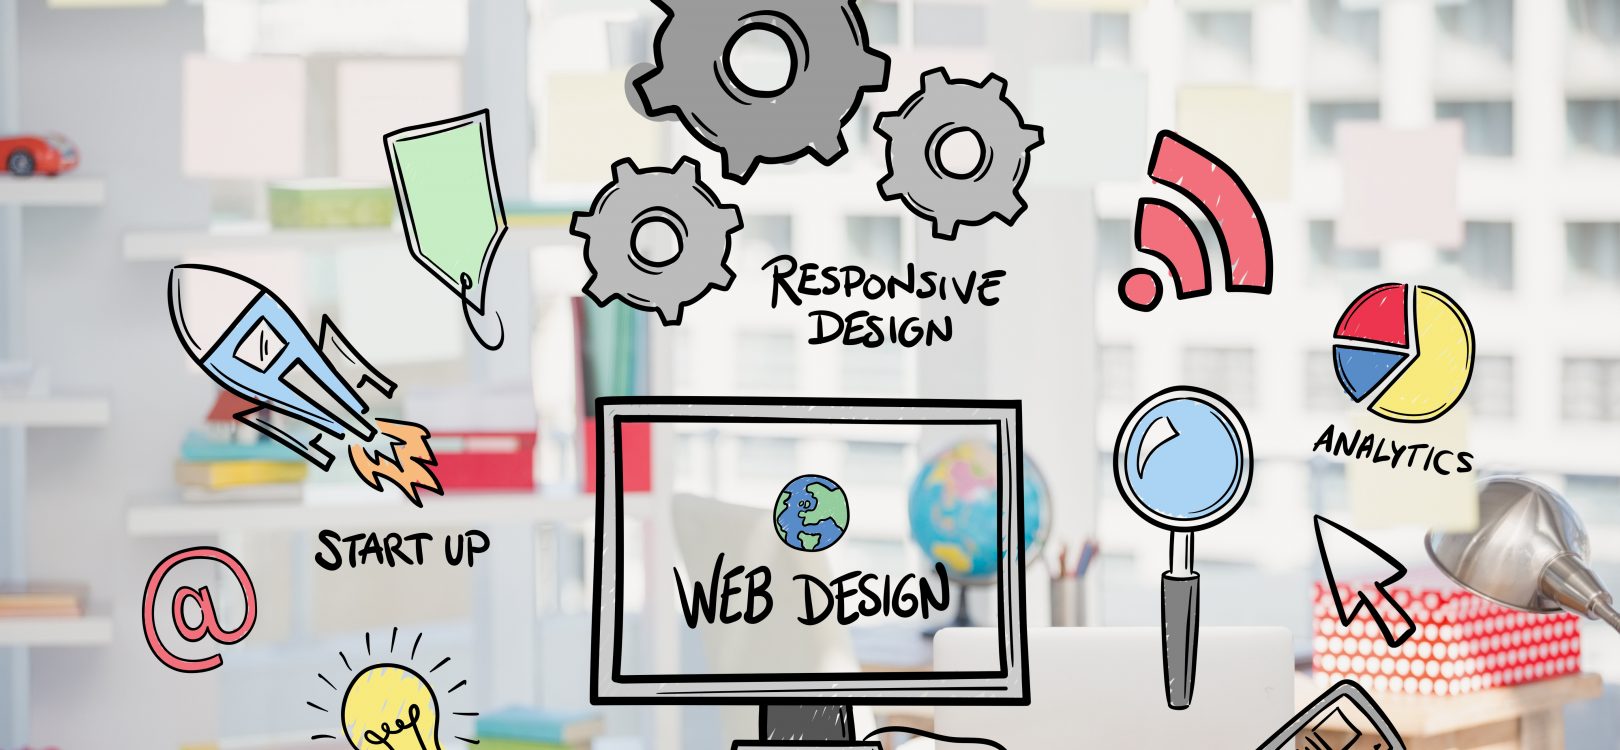 RESPONSIVE
DESIGN
ANALYTICS
START UP
@
WEB DESIGN